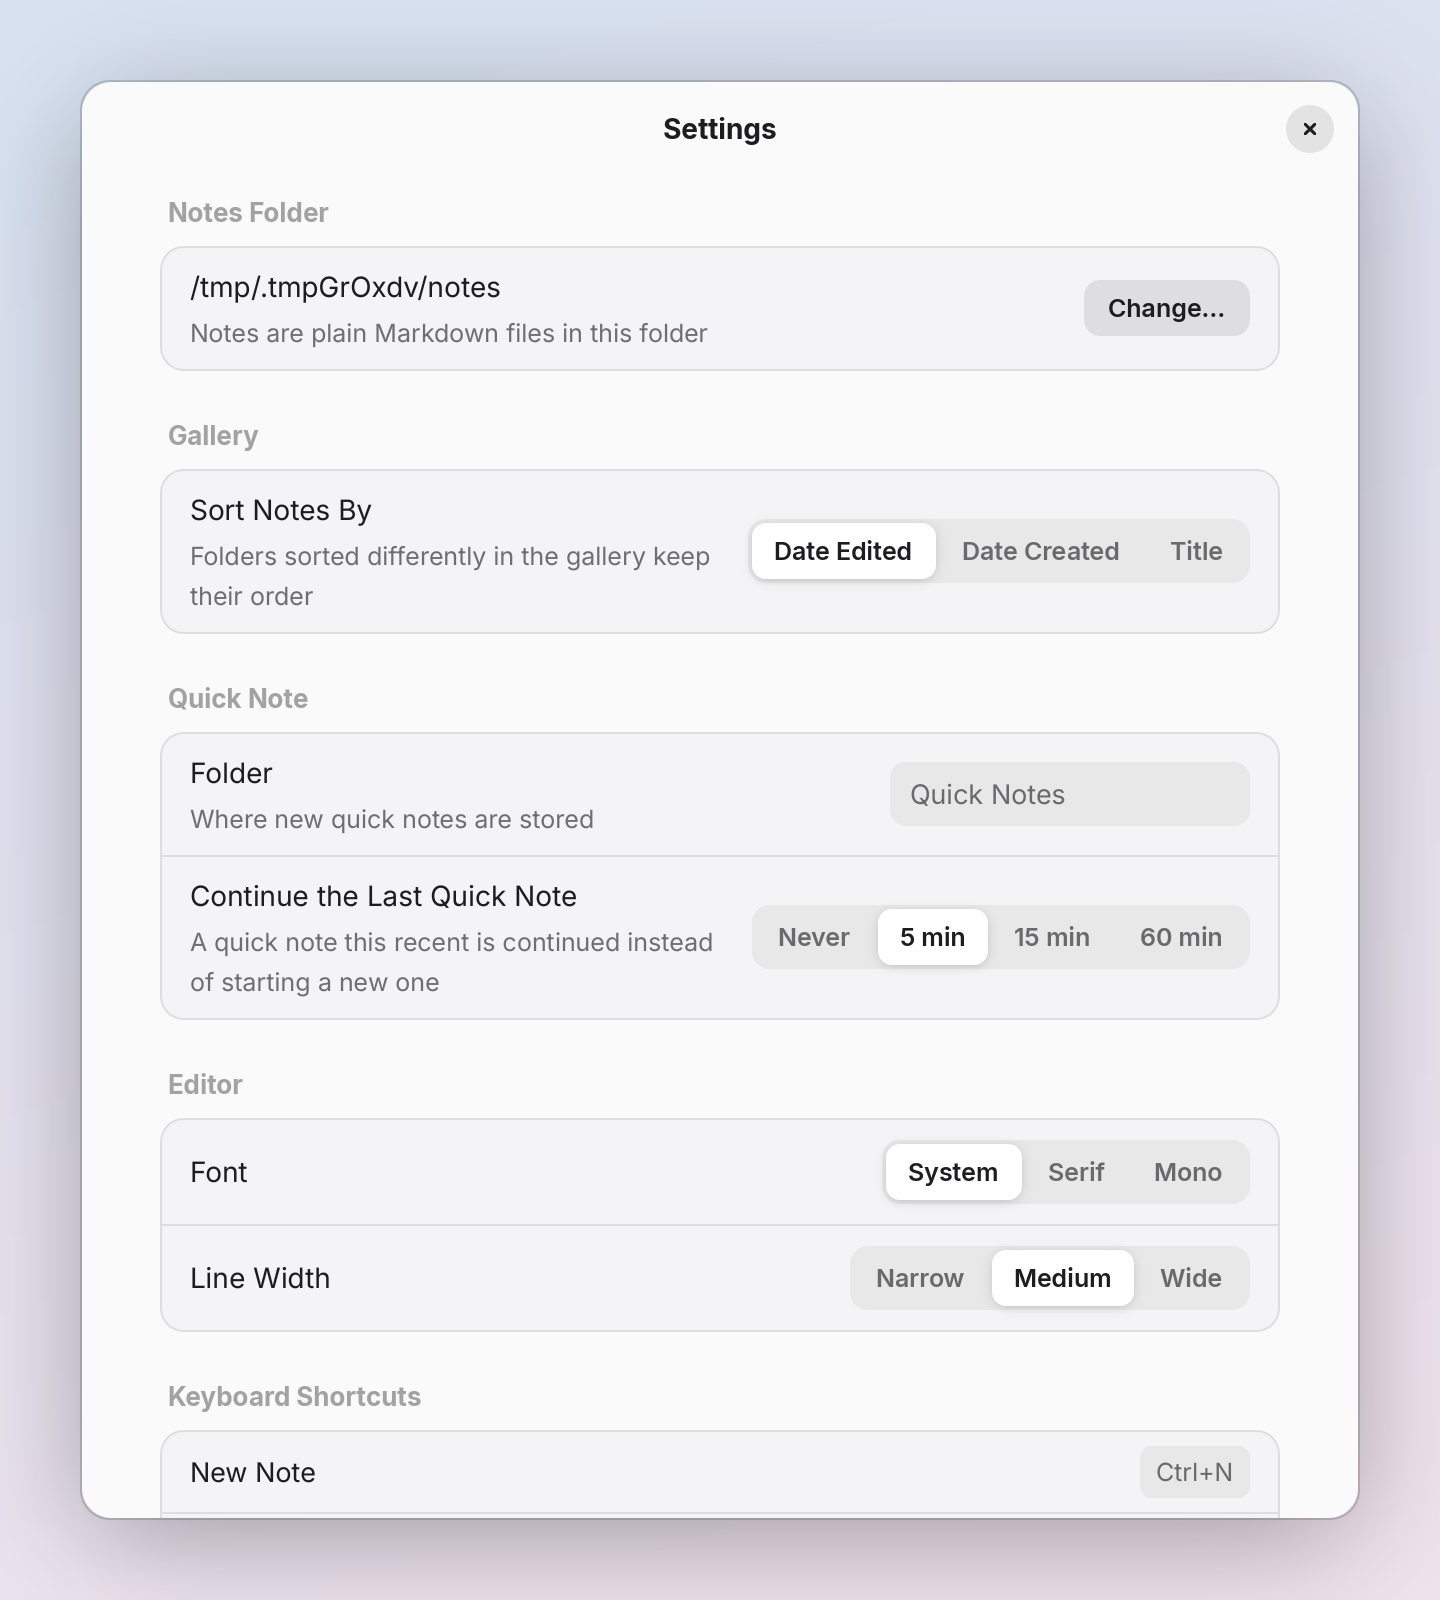 Settings
Notes Folder
/tmp/.tmpGrOxdv/notes
Notes are plain Markdown files in this folder
Change...
Gallery
Sort Notes By
Folders sorted differently in the gallery keep
their order
Date Edited
Date Created
Title
Quick Note
Folder
Where new quick notes are stored
Quick Notes
Continue the Last Quick Note
A quick note this recent is continued instead
of starting a new one
Never
5 min
15 min
60 min
Editor
Font
System
Serif
Mono
Line Width
Narrow
Medium
Wide
Keyboard Shortcuts
New Note
Ctrl+N